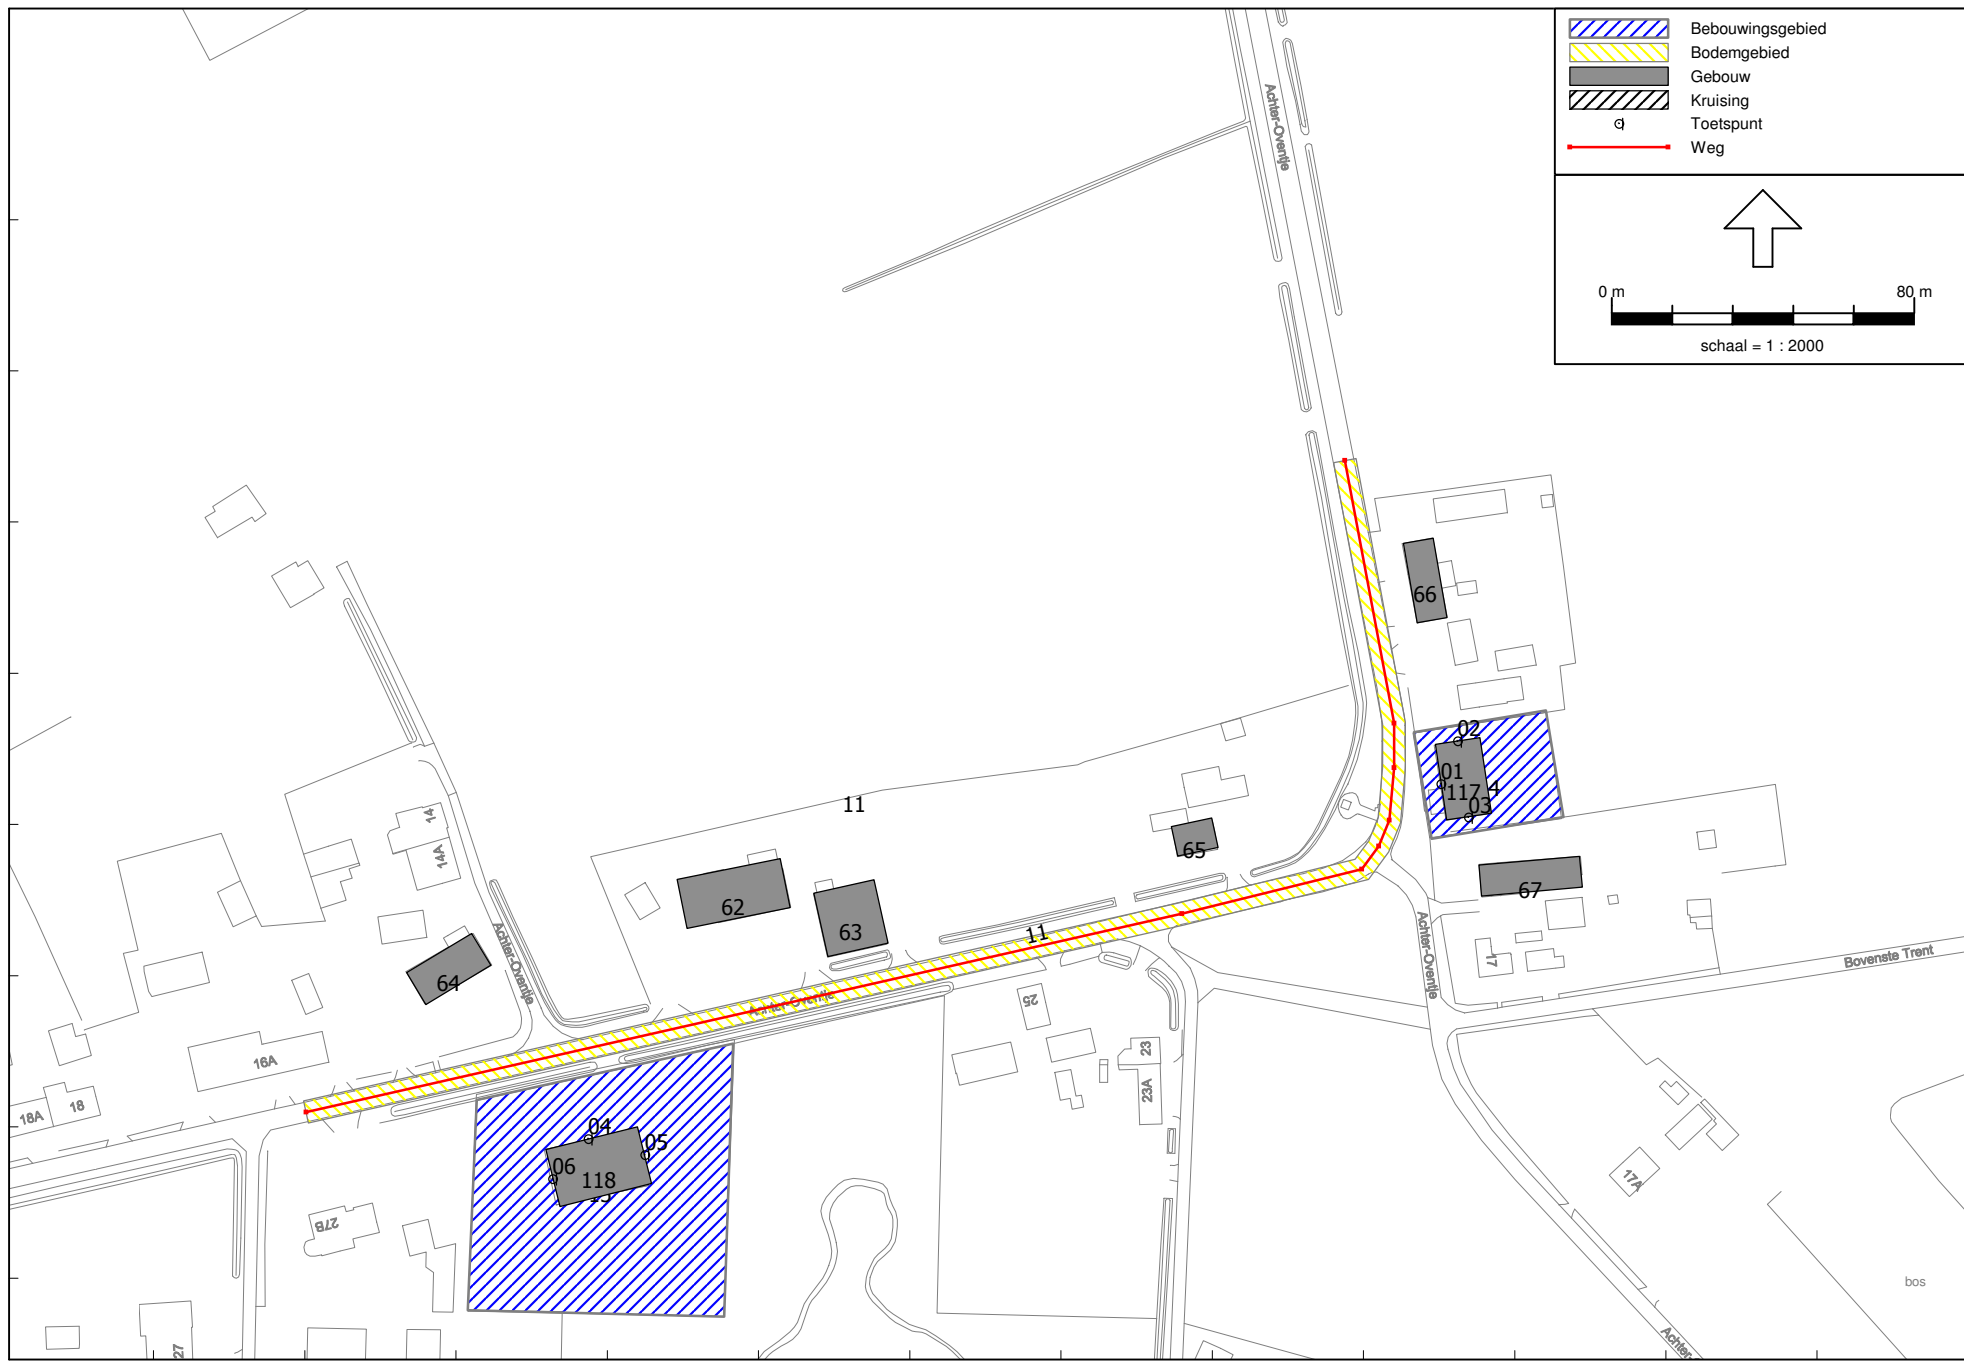 Bebouwingsgebied
Bodemgebied
Gebouw
Kruising
Toetspunt
Weg
0 m 80 m
schaal = 1 : 2000
Achter-Oventje
66
02
01
117 4
03
11
65
67
14
14A
62
63
11
64
Achter-Oventje
Achter-Oventje
17
Bovenste Trent
25
16A
23
23A
18A
18
04
05
06
118
17A
27B
27
bos
Achter-